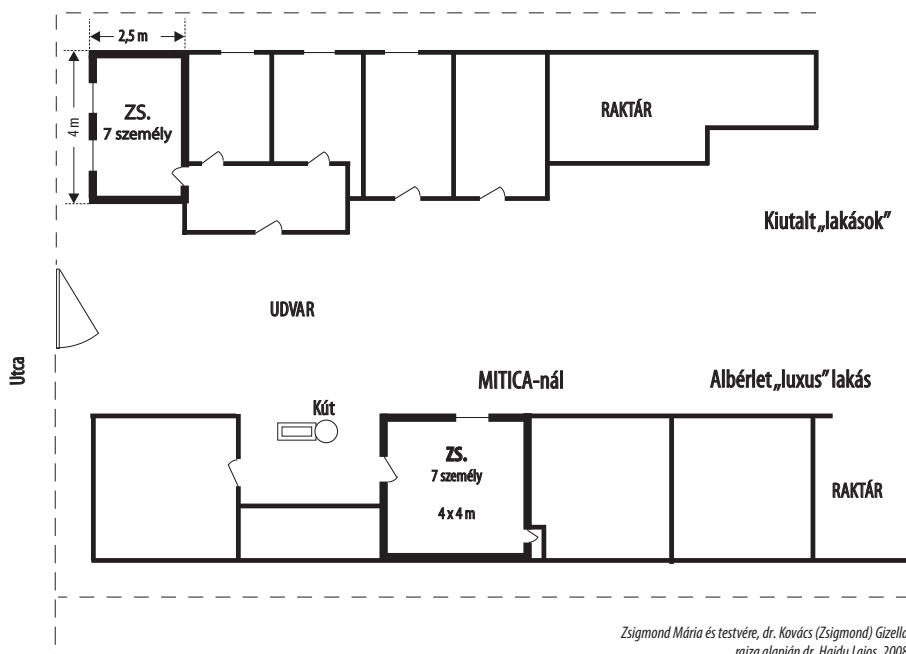 2,5 m
4 m
ZS.
7 személy
RAKTÁR
Kiutalt „lakások”
UDVAR
Utca
MITICA-nál
Albérlet „luxus” lakás
Kút
ZS.
7 személy
4 x 4 m
RAKTÁR
Zsigmond Mária és testvére, dr. Kovács (Zsigmond) Gizella
rajza alapján dr. Hajdu Lajos, 2008